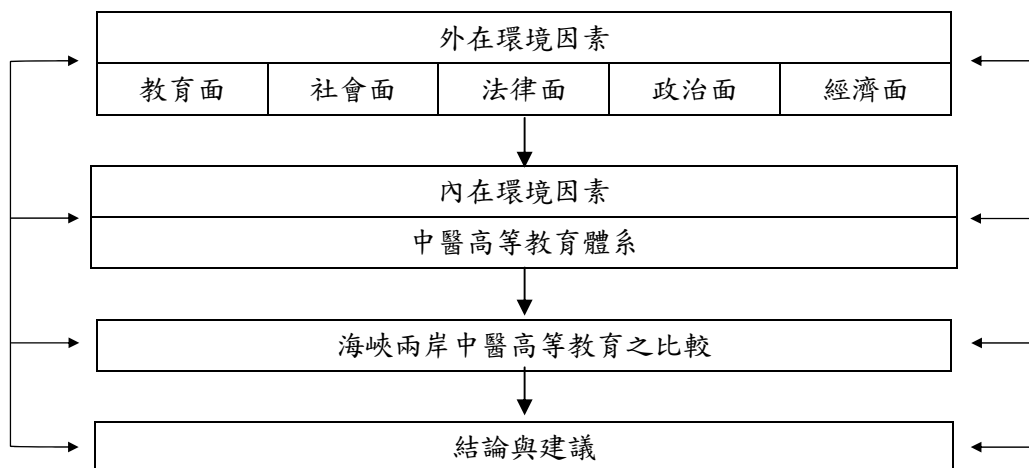 外在環境因素
教育面 社會面 法律面 政治面 經濟面
內在環境因素
中醫高等教育體系
海峽兩岸中醫高等教育之比較
結論與建議